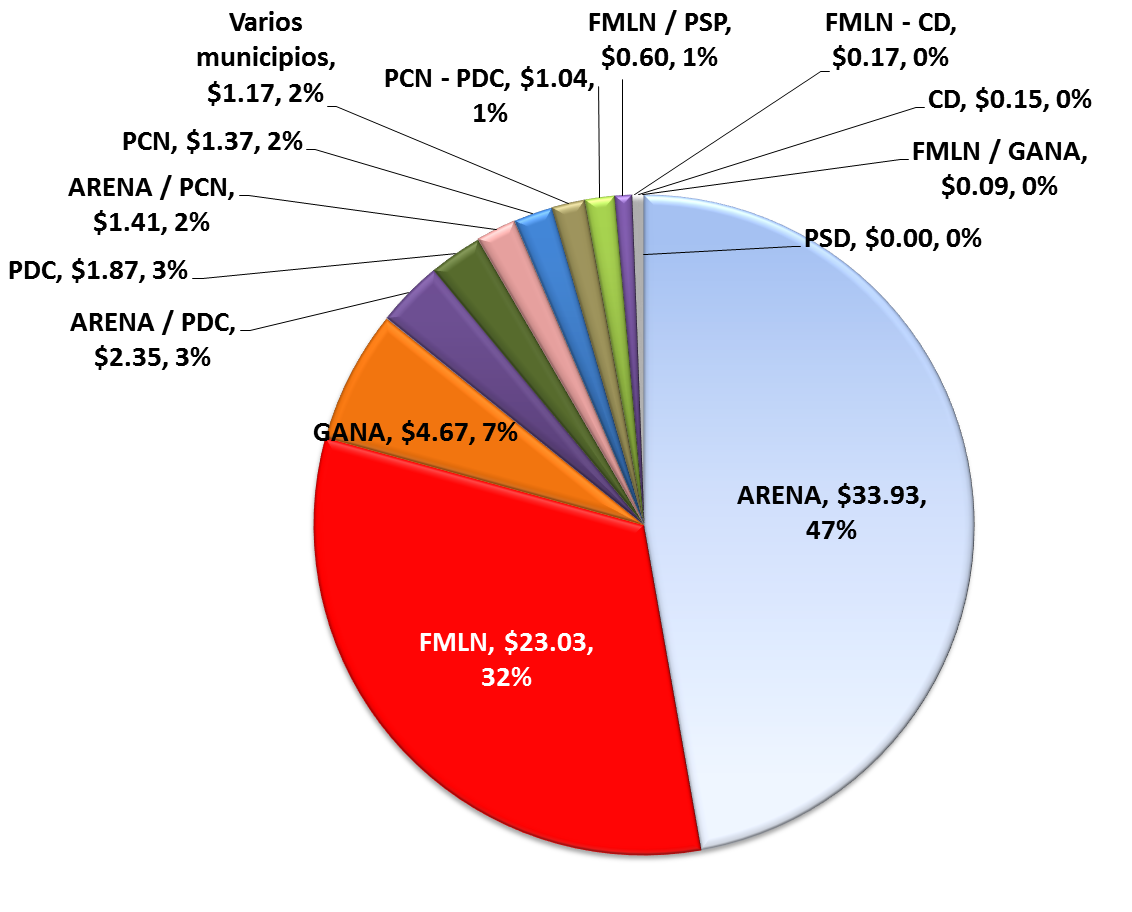 Varios
municipios,
$1.17, 2%
PCN - PDC, $1.04,
1%
FMLN / PSP,
$0.60, 1%
FMLN - CD,
$0.17, 0%
CD, $0.15, 0%
FMLN / GANA,
$0.09, 0%
PSD, $0.00, 0%
PCN, $1.37, 2%
ARENA / PCN,
$1.41, 2%
PDC, $1.87, 3%
ARENA / PDC,
$2.35, 3%
GANA, $4.67, 7%
ARENA, $33.93,
47%
FMLN, $23.03,
32%